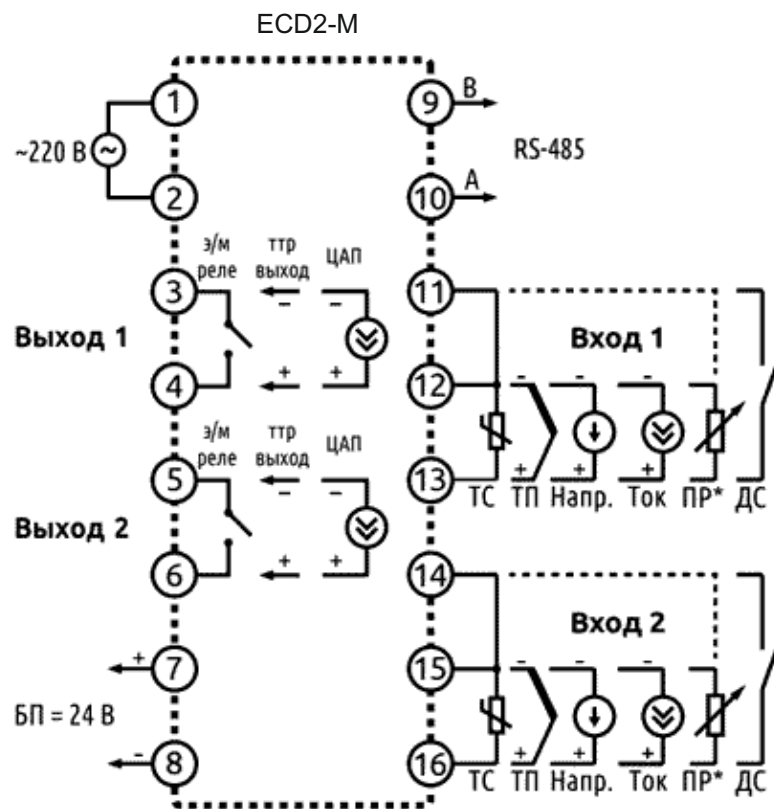 ECD2-M
1
9
B
~220 В
~
RS-485
2
10
A
э/м
реле
ттр
выход
ЦАП
3
11
Выход 1
Вход 1
4
12
13
ТС
ТП
Напр.
Ток
ПР*
ДС
э/м
реле
ттр
выход
ЦАП
5
Выход 2
6
14
Вход 2
7
15
БП = 24 В
8
16
ТС
ТП
Напр.
Ток
ПР*
ДС